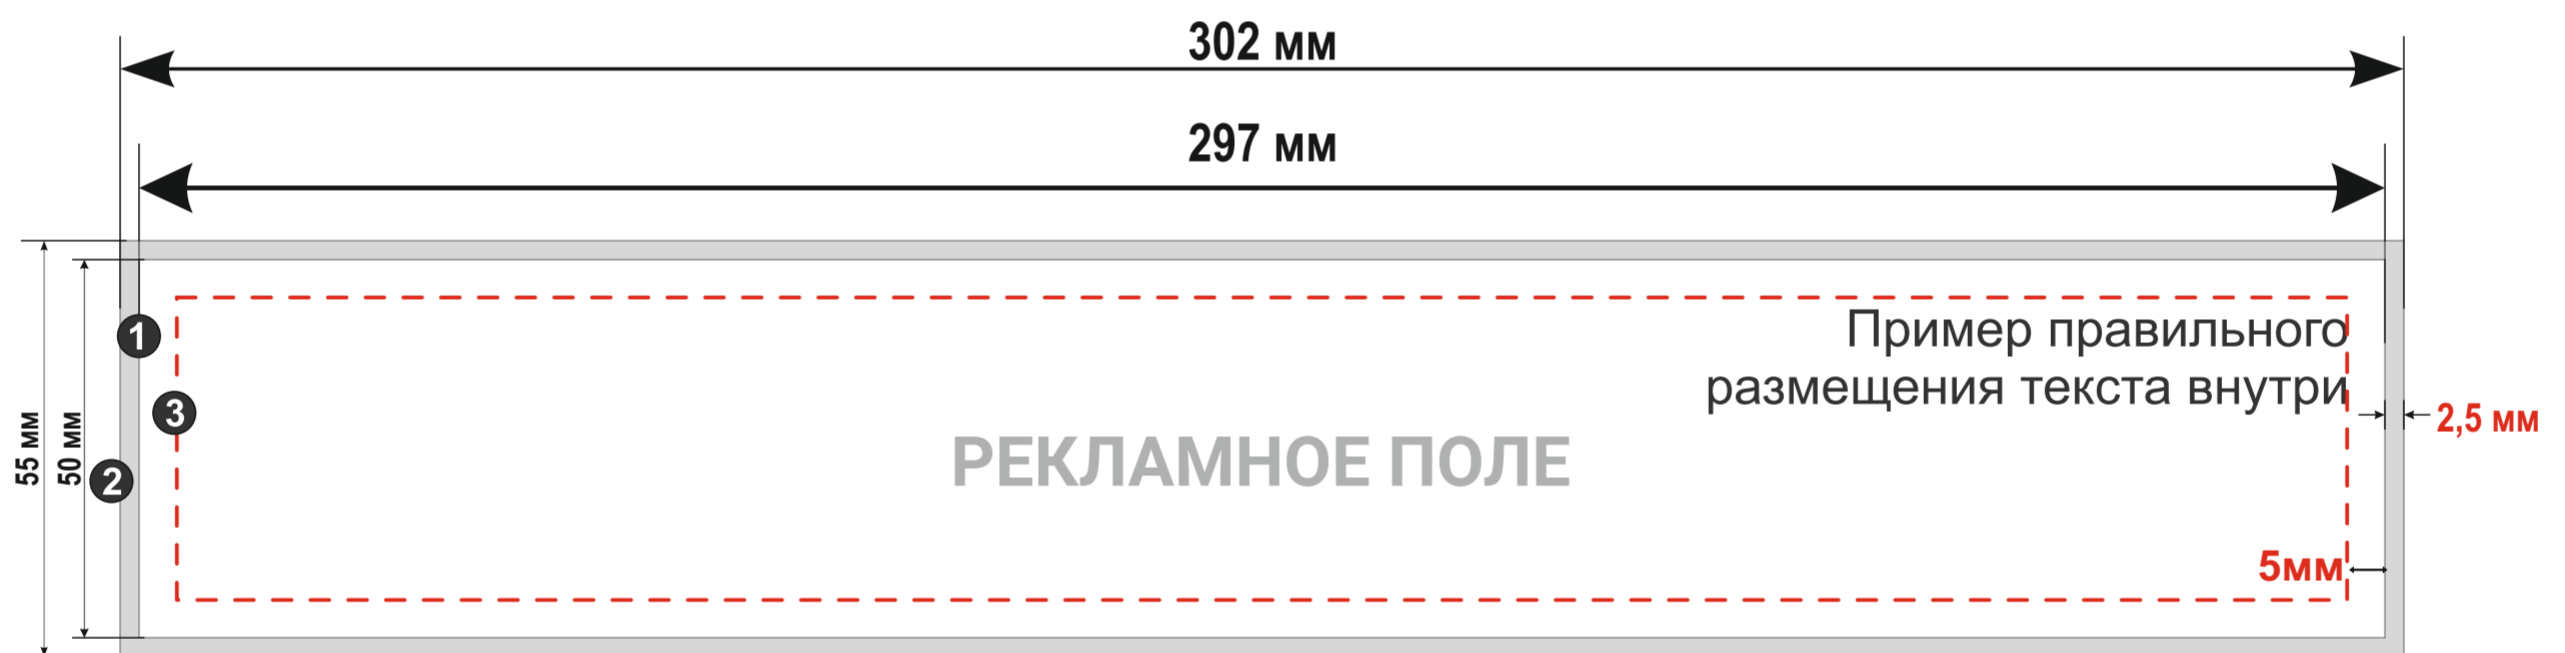 302 мм
297 мм
1
Пример правильного
размещения текста внутри
3
2,5 мм
55 мм
50 мм
РЕКЛАМНОЕ ПОЛЕ
2
5мм